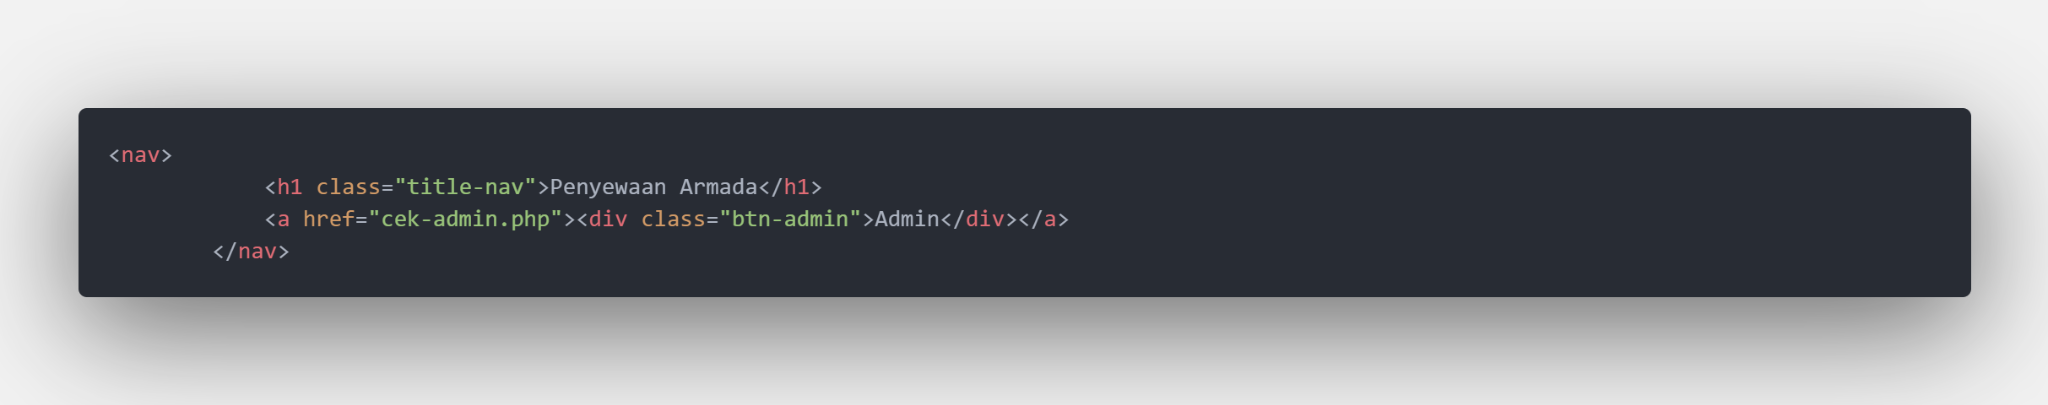 <nav>
            <h1 class="title-nav">Penyewaan Armada</h1>
            <a href="cek-admin.php"><div class="btn-admin">Admin</div></a>
        </nav>